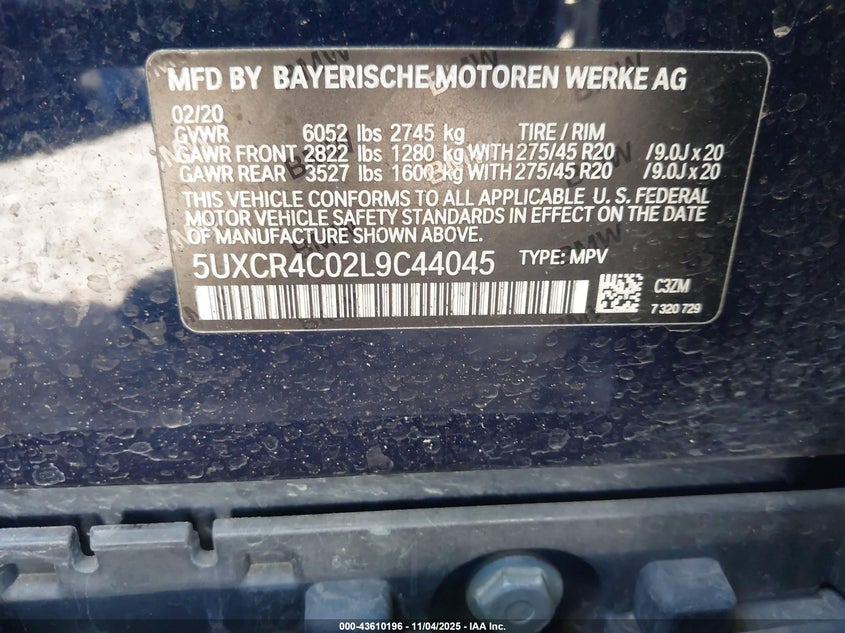 MFD BY BAYERISCHE MOTOREN WERKE AG
02/20
GVWR 6052 lbs 2745 kg TIRE / RIM
GAWR FRONT 2822 lbs 1280 kg WITH 275/45 R20 /9.0J x 20
GAWR REAR 3527 lbs 1600 kg WITH 275/45 R20 /9.0J x 20
THIS VEHICLE CONFORMS TO ALL APPLICABLE U. S. FEDERAL
MOTOR VEHICLE SAFETY STANDARDS IN EFFECT ON THE DATE
OF MANUFACTURE SHOWN ABOVE.
5UXCR4C02L9C44045 TYPE: MPV
C3ZM
7 320 729
000-43610196 - 11/04/2025 - IAA Inc.